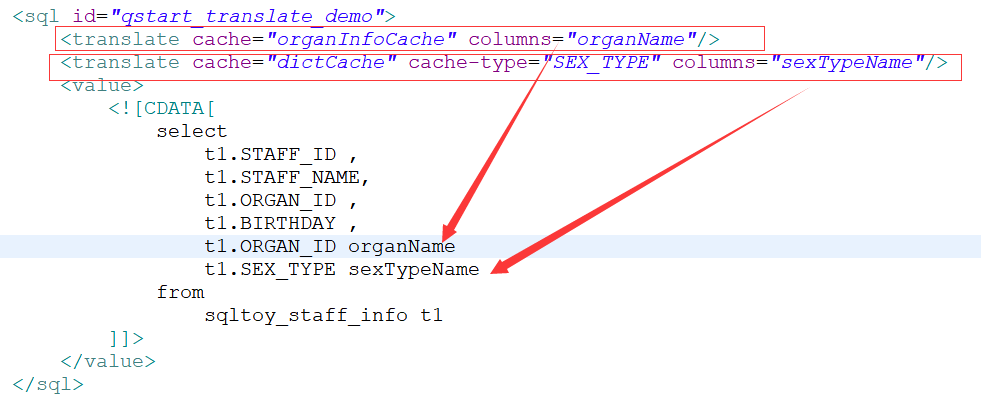 <sql id="qstart_translate_demo">
<translate cache="organInfoCache" columns="organName"/>
<translate cache="dictCache" cache-type="SEX_TYPE" columns="sexTypeName"/>
<value>
<![CDATA[
select
t1.STAFF_ID ,
t1.STAFF_NAME,
t1.ORGAN_ID ,
t1.BIRTHDAY ,
t1.ORGAN_ID organName
t1.SEX_TYPE sexTypeName
from
sqltoy_staff_info t1
]]>
</value>
</sql>